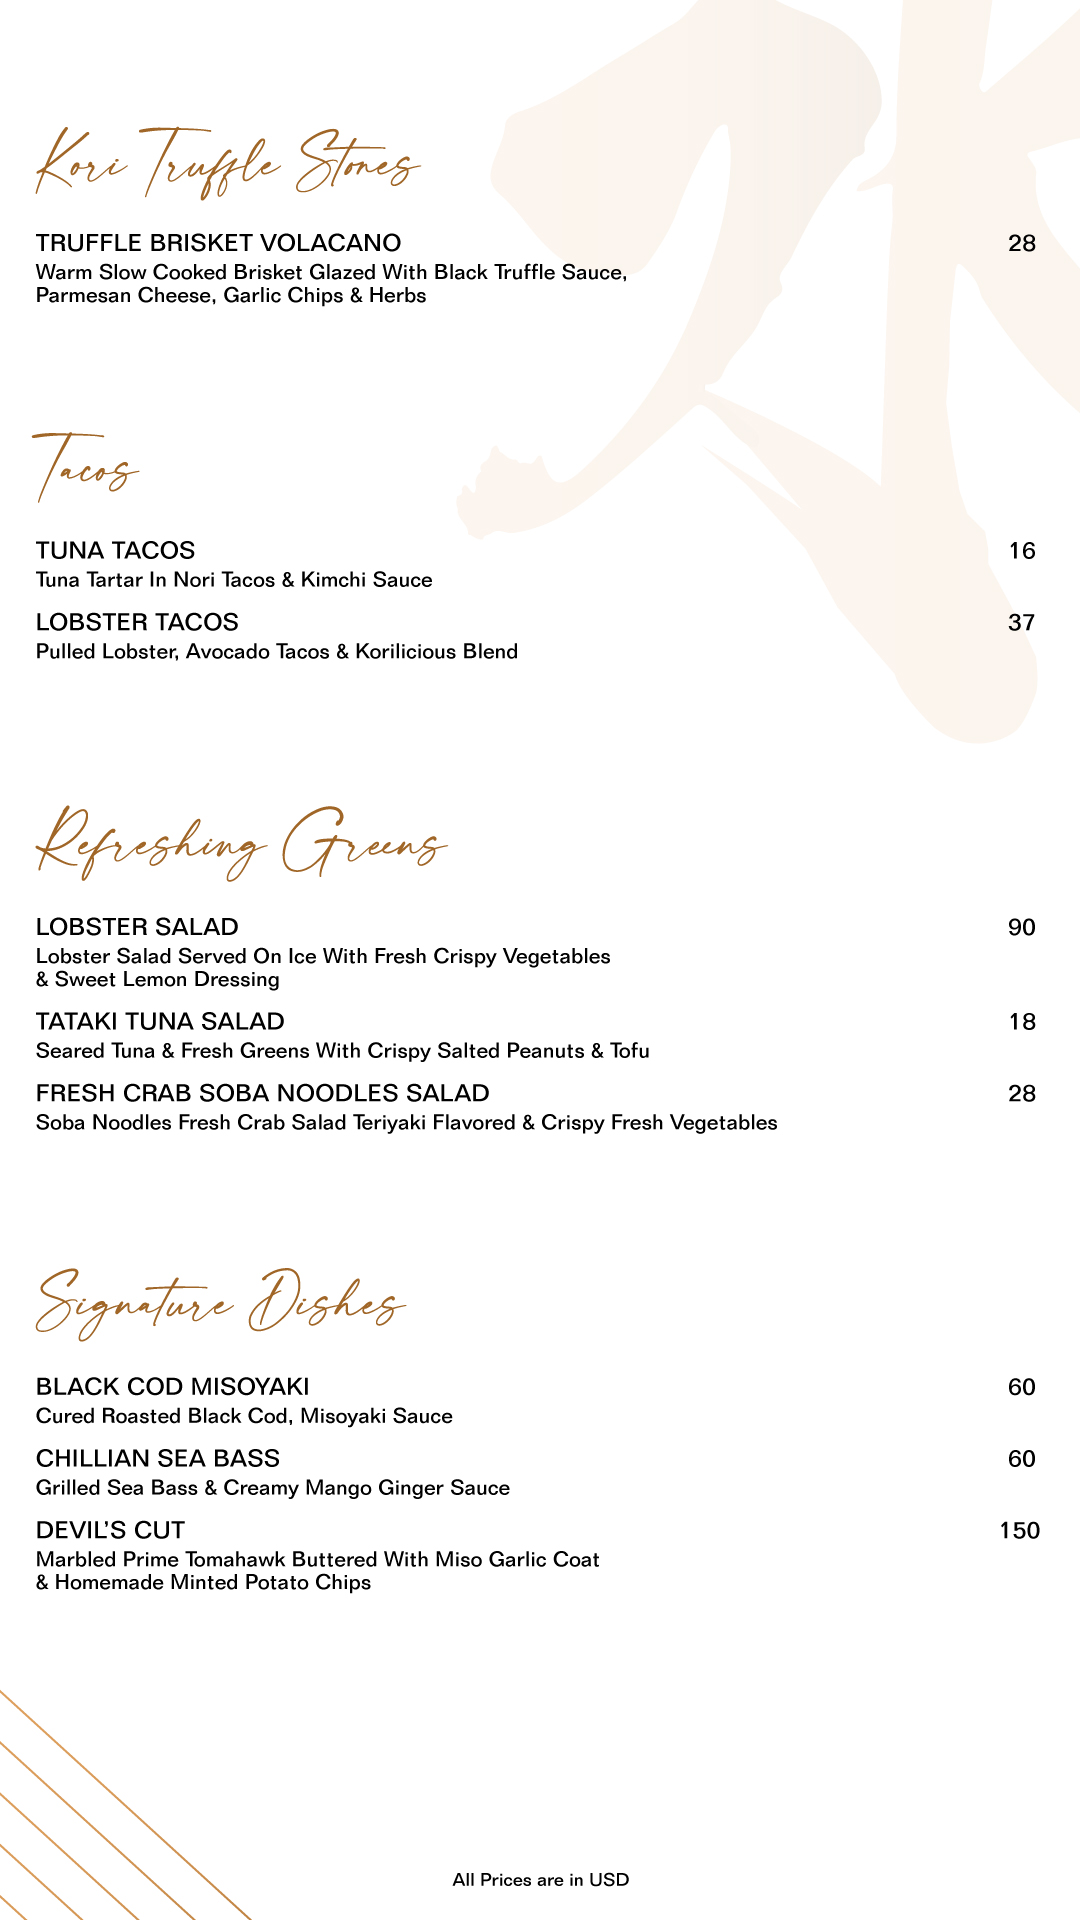 Kori Truffle Stones
TRUFFLE BRISKET VOLACANO 28
Warm Slow Cooked Brisket Glazed With Black Truffle Sauce,
Parmesan Cheese, Garlic Chips & Herbs
Tacos
TUNA TACOS 16
Tuna Tartar In Nori Tacos & Kimchi Sauce
LOBSTER TACOS 37
Pulled Lobster, Avocado Tacos & Korilicious Blend
Refreshing Greens
LOBSTER SALAD 90
Lobster Salad Served On Ice With Fresh Crispy Vegetables
& Sweet Lemon Dressing
TATAKI TUNA SALAD 18
Seared Tuna & Fresh Greens With Crispy Salted Peanuts & Tofu
FRESH CRAB SOBA NOODLES SALAD 28
Soba Noodles Fresh Crab Salad Teriyaki Flavored & Crispy Fresh Vegetables
Signature Dishes
BLACK COD MISOYAKI 60
Cured Roasted Black Cod, Misoyaki Sauce
CHILLIAN SEA BASS 60
Grilled Sea Bass & Creamy Mango Ginger Sauce
DEVIL’S CUT 150
Marbled Prime Tomahawk Buttered With Miso Garlic Coat
& Homemade Minted Potato Chips
All Prices are in USD